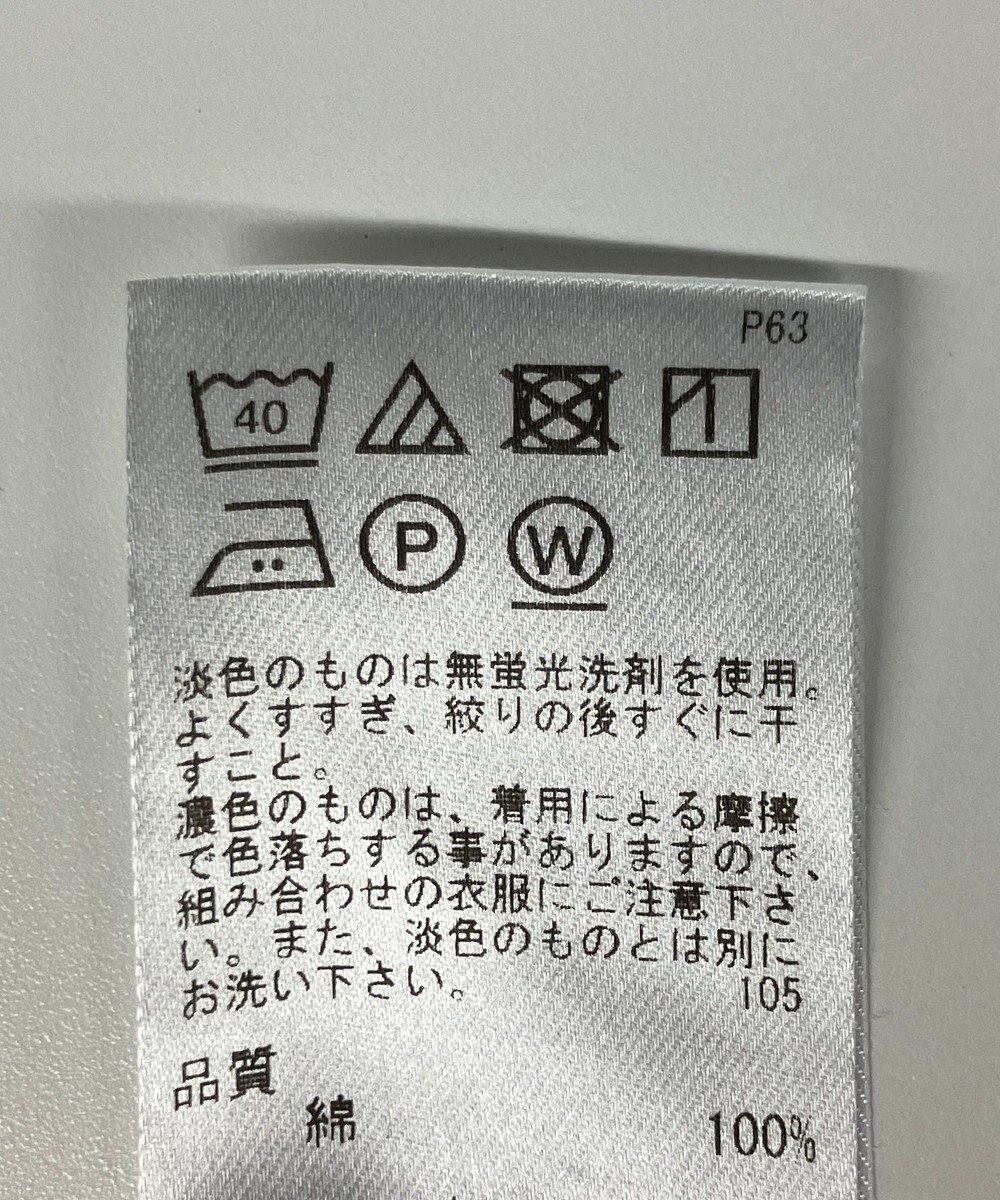 P63
40
P
W
淡色のものは無蛍光洗剤を使用。
よくすすぎ、絞りの後すぐに干
すこと。
濃色のものは、着用による摩擦
で色落ちする事がありますので、
組み合わせの衣服にご注意下さ
い。また、淡色のものとは別に
お洗い下さい。 105
品質
綿 100%